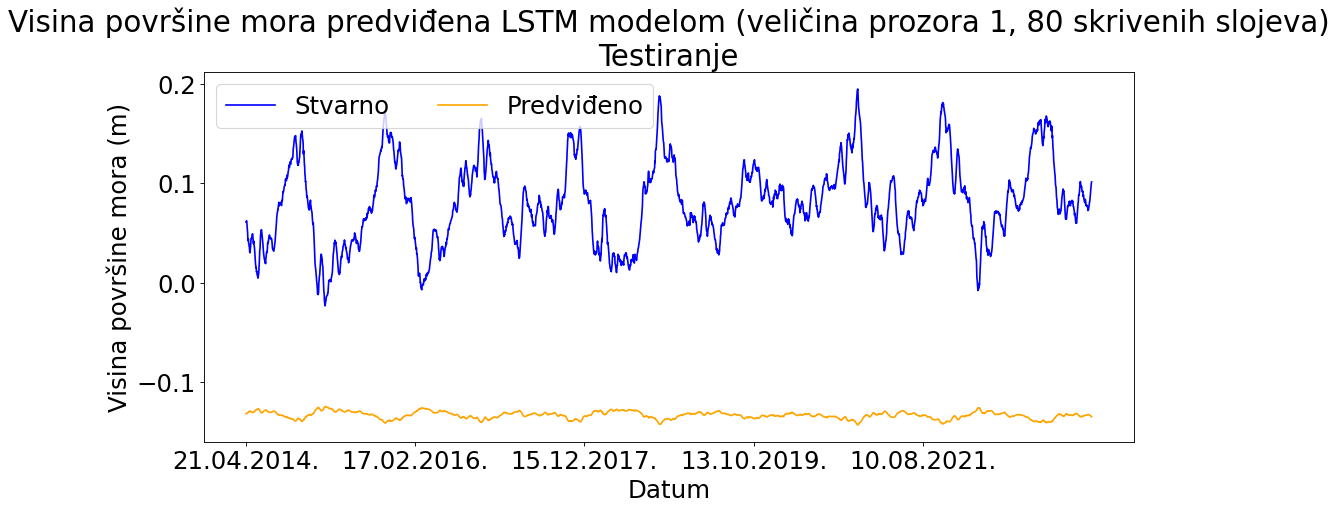 Visina površine mora predviđena LSTM modelom (veličina prozora 1, 80 skrivenih slojeva)
Testiranje
Stvarno Predviđeno
Visina površine mora (m)
0.2
0.1
0.0
−0.1
21.04.2014. 17.02.2016. 15.12.2017. 13.10.2019. 10.08.2021.
Datum